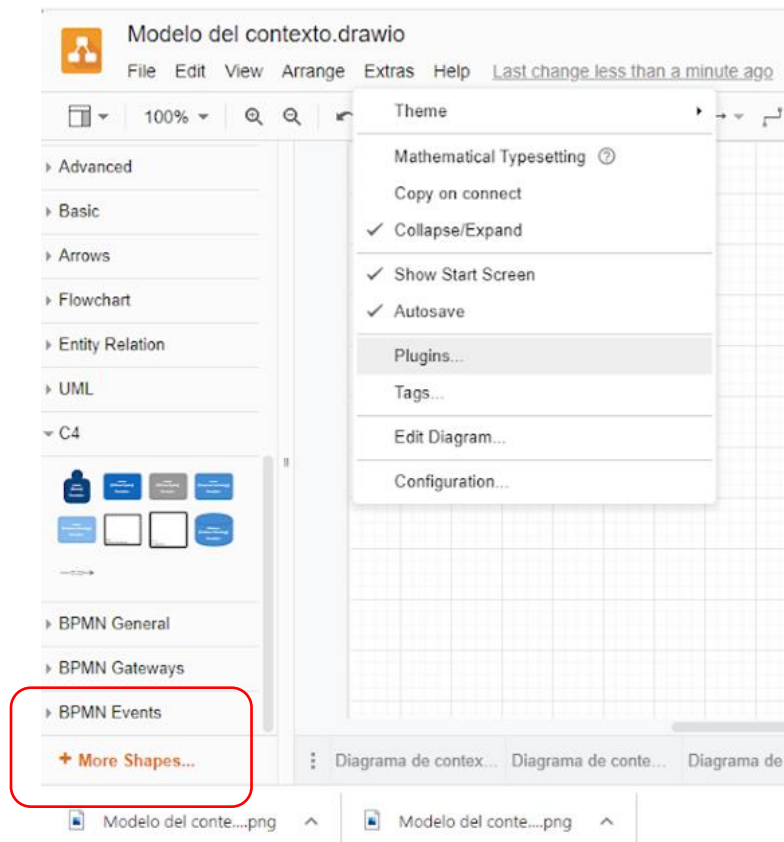 Modelo del contexto.drawio
File Edit View Arrange Extras Help Last change less than a minute ago
100%
Theme
Mathematical Typesetting
Copy on connect
Collapse/Expand
Show Start Screen
Autosave
Plugins...
Tags...
Edit Diagram...
Configuration...
Advanced
Basic
Arrows
Flowchart
Entity Relation
UML
C4
BPMN General
BPMN Gateways
BPMN Events
+ More Shapes...
Diagrama de contex... Diagrama de conte... Diagrama de
Modelo del conte....png Modelo del conte....png